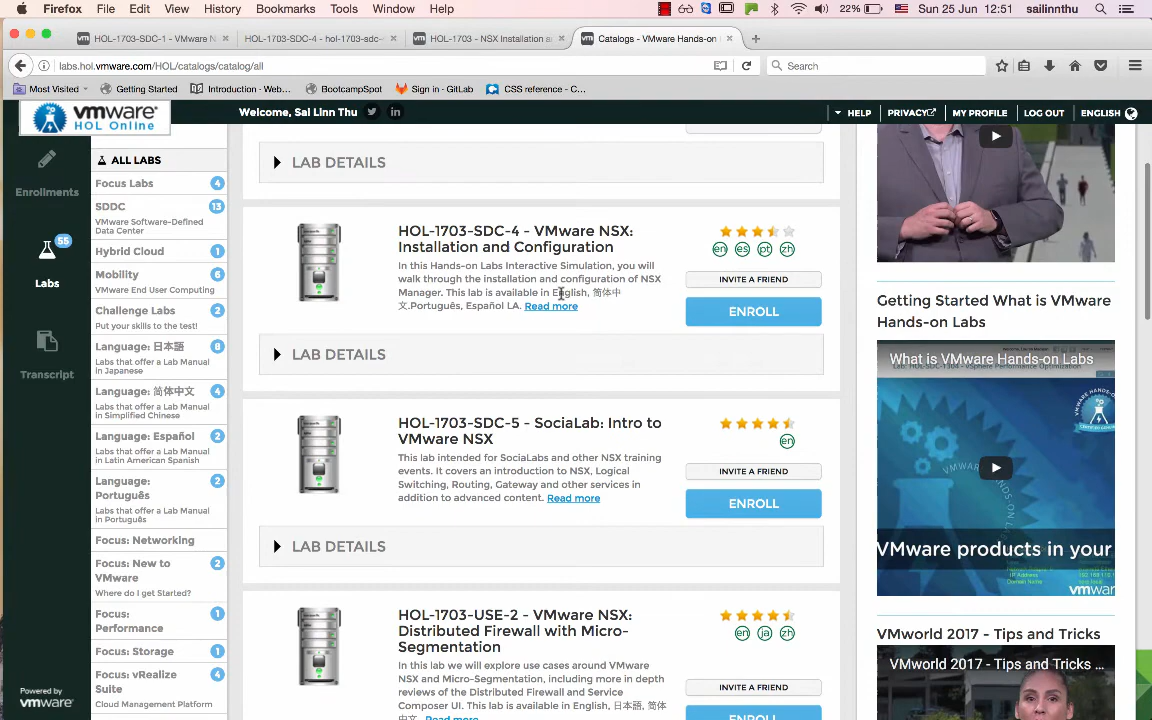 Firefox File Edit View History Bookmarks Tools Window Help 22% Sun 25 Jun 12:51 sailinnthu
HOL-1703-SDC-1 - VMware N
HOL-1703-SDC-4 - hol-1703-sdc-
HOL-1703 - NSX Installation a
Catalogs - VMware Hands-on
labs.hol.vmware.com/HOL/catalogs/catalog/all
Search
Most Visited Getting Started Introduction - Web... BootcampSpot Sign in · GitLab CSS reference - C...
vmware®
HOL Online
Welcome, Sai Linn Thu
HELP PRIVACY MY PROFILE LOG OUT ENGLISH
Enrollments
55
Labs
Transcript
Powered by
vmware
ALL LABS
Focus Labs 4
SDDC 13
VMware Software-Defined
Data Center
Hybrid Cloud 1
Mobility 6
VMware End User Computing
Challenge Labs 2
Put your skills to the test!
Language: 日本語 8
Labs that offer a Lab Manual
in Japanese
Language: 简体中文 4
Labs that offer a Lab Manual
in Simplified Chinese
Language: Español 2
Labs that offer a Lab Manual
in Latin American Spanish
Language: 2
Português
Labs that offer a Lab Manual
in Português
Focus: Networking
Focus: New to 2
VMware
Where do I get Started?
Focus: 1
Performance
Focus: Storage 1
Focus: vRealize 4
Suite
Cloud Management Platform
LAB DETAILS
HOL-1703-SDC-4 - VMware NSX:
Installation and Configuration
In this Hands-on Labs Interactive Simulation, you will
walk through the installation and configuration of NSX
Manager. This lab is available in English, 简体中
文.Português, Español LA. Read more
en es pt zh
INVITE A FRIEND
ENROLL
LAB DETAILS
HOL-1703-SDC-5 - SociaLab: Intro to
VMware NSX
This lab intended for SociaLabs and other NSX training
events. It covers an introduction to NSX, Logical
Switching, Routing, Gateway and other services in
addition to advanced content. Read more
en
INVITE A FRIEND
ENROLL
LAB DETAILS
HOL-1703-USE-2 - VMware NSX:
Distributed Firewall with Micro-
Segmentation
In this lab we will explore use cases around VMware
NSX and Micro-Segmentation, including more in depth
reviews of the Distributed Firewall and Service
Composer UI. This lab is available in English, 日本語, 简体
中文. Read more
en ja zh
INVITE A FRIEND
ENROLL
Getting Started What is VMware
Hands-on Labs
What is VMware Hands-on Labs
VMware products in your
vmware
VMworld 2017 - Tips and Tricks
VMworld 2017 - Tips and Tricks ...